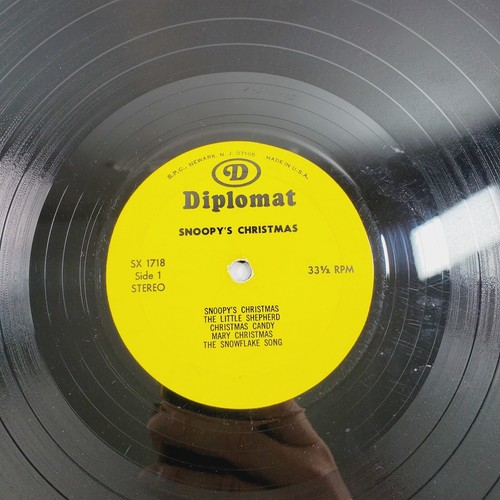 S.P.C., NEWARK, N. J. 07105 MADE IN U.S.A.
D
Diplomat
SNOOPY'S CHRISTMAS
SX 1718
Side 1
STEREO
33⅓ RPM
SNOOPY'S CHRISTMAS
THE LITTLE SHEPHERD
CHRISTMAS CANDY
MARY CHRISTMAS
THE SNOWFLAKE SONG